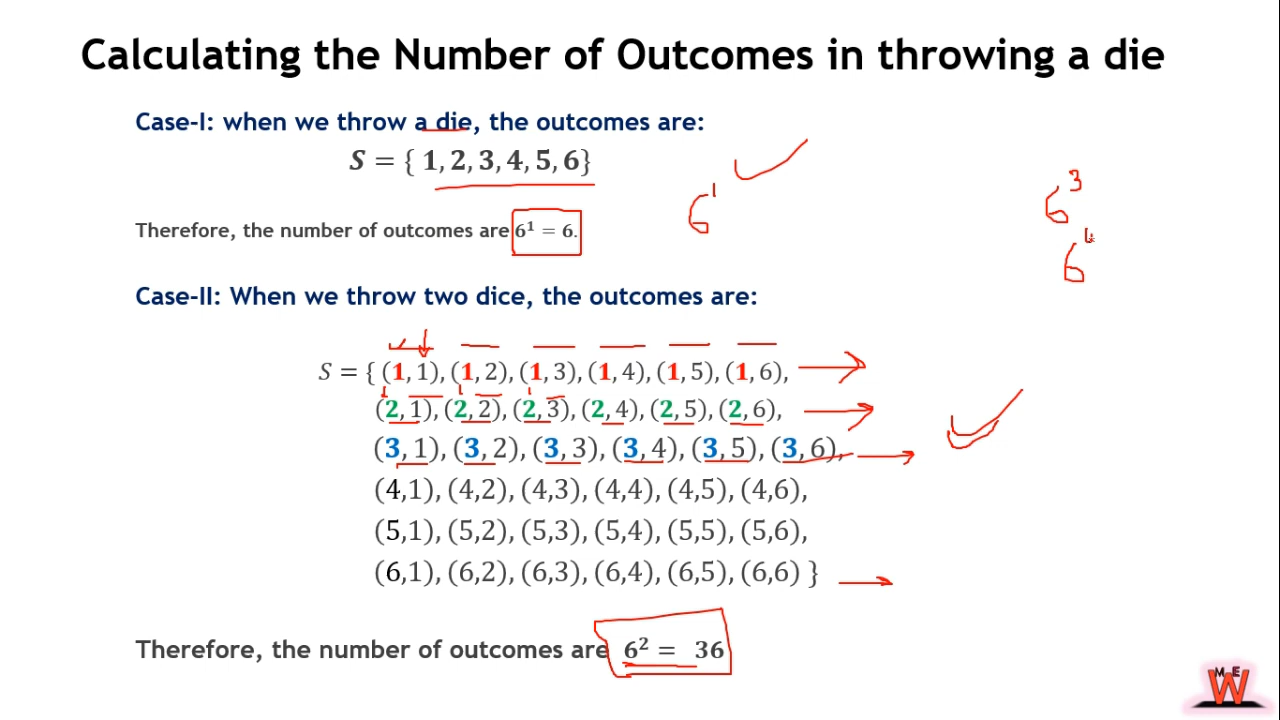 Calculating the Number of Outcomes in throwing a die
Case-I: when we throw a die, the outcomes are:
S = { 1, 2, 3, 4, 5, 6}
6¹
6³
Therefore, the number of outcomes are 6¹ = 6.
6⁴
Case-II: When we throw two dice, the outcomes are:
S = { (1, 1), (1, 2), (1, 3), (1, 4), (1, 5), (1, 6),
(2, 1), (2, 2), (2, 3), (2, 4), (2, 5), (2, 6),
(3, 1), (3, 2), (3, 3), (3, 4), (3, 5), (3, 6),
(4,1), (4,2), (4,3), (4,4), (4,5), (4,6),
(5,1), (5,2), (5,3), (5,4), (5,5), (5,6),
(6,1), (6,2), (6,3), (6,4), (6,5), (6,6) }
Therefore, the number of outcomes are 6² = 36
M E
W